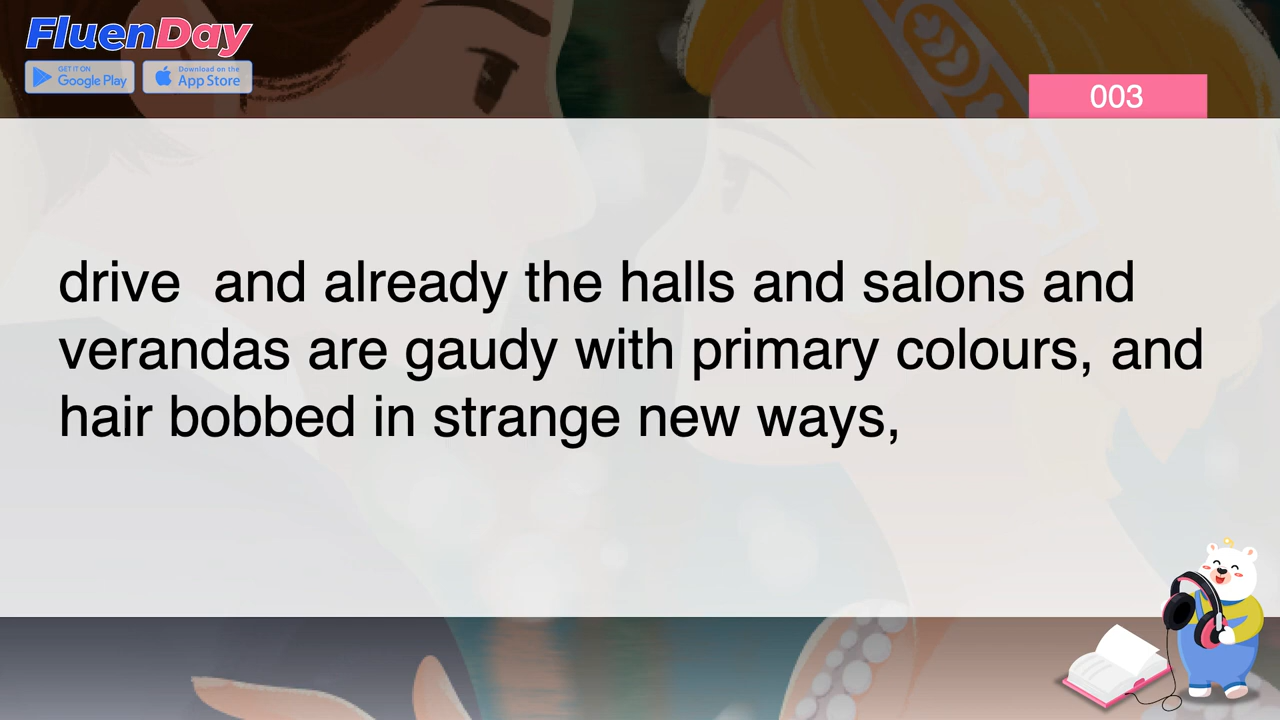 FluenDay
GET IT ON
Google Play
Download on the
App Store
003
drive  and already the halls and salons and
verandas are gaudy with primary colours, and
hair bobbed in strange new ways,